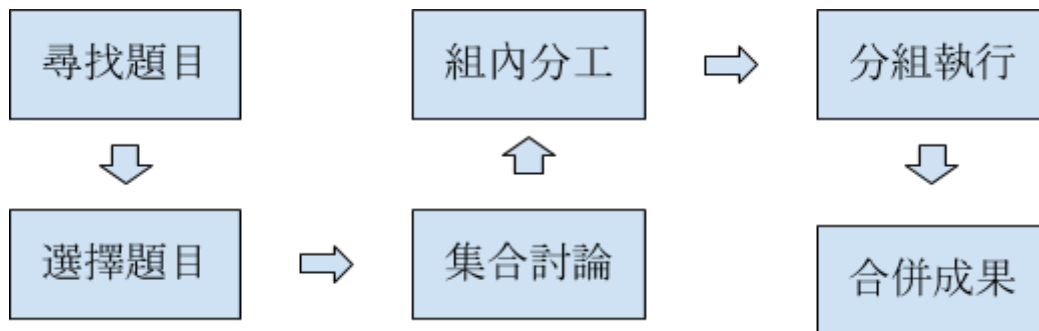 尋找題目
選擇題目
集合討論
組內分工
分組執行
合併成果